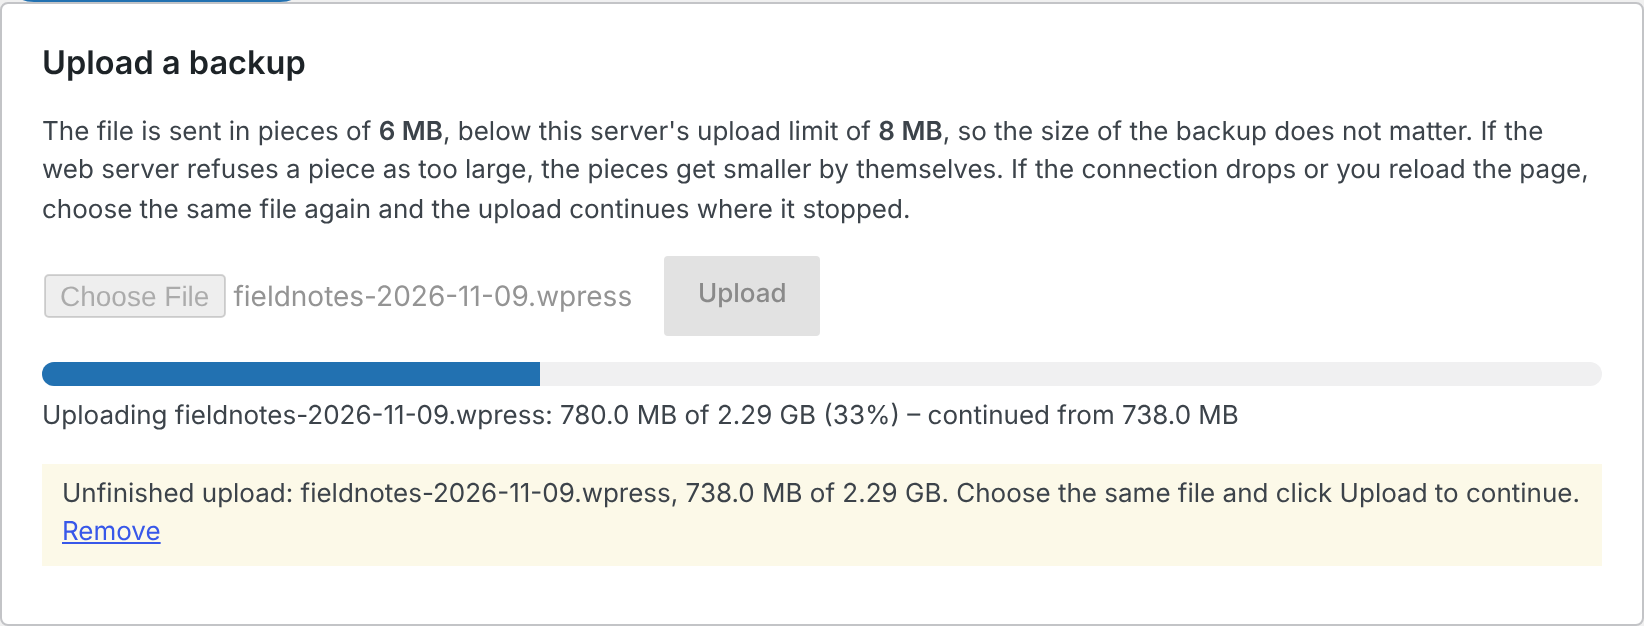 Upload a backup
The file is sent in pieces of 6 MB, below this server's upload limit of 8 MB, so the size of the backup does not matter. If the
web server refuses a piece as too large, the pieces get smaller by themselves. If the connection drops or you reload the page,
choose the same file again and the upload continues where it stopped.
Choose File fieldnotes-2026-11-09.wpress Upload
Uploading fieldnotes-2026-11-09.wpress: 780.0 MB of 2.29 GB (33%) – continued from 738.0 MB
Unfinished upload: fieldnotes-2026-11-09.wpress, 738.0 MB of 2.29 GB. Choose the same file and click Upload to continue.
Remove